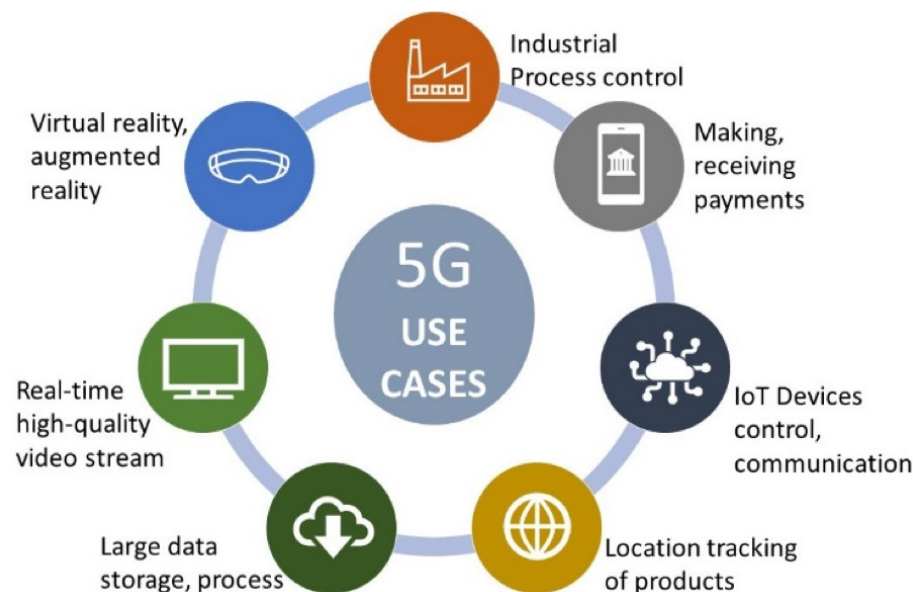 5G
USE
CASES
Industrial
Process control
Making,
receiving
payments
IoT Devices
control,
communication
Location tracking
of products
Large data
storage, process
Real-time
high-quality
video stream
Virtual reality,
augmented
reality